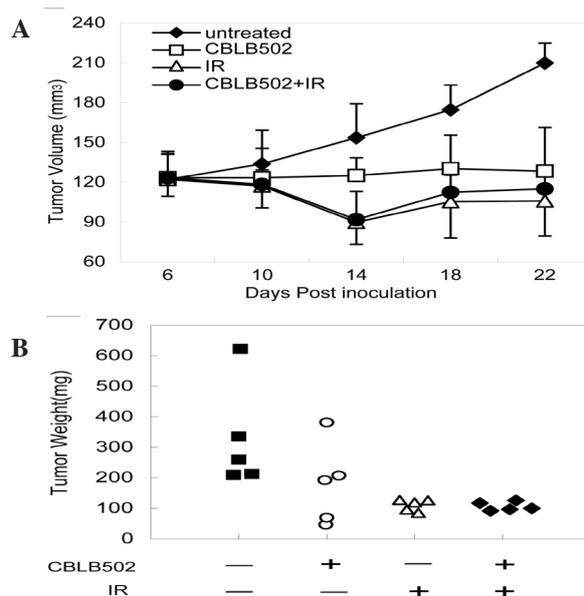 A
240
210
180
150
120
90
60
Tumor Volume (mm3)
untreated
CBLB502
IR
CBLB502+IR
6 10 14 18 22
Days Post inoculation
B
700
600
500
400
300
200
100
0
Tumor Weight(mg)
CBLB502 — + — +
IR — — + +